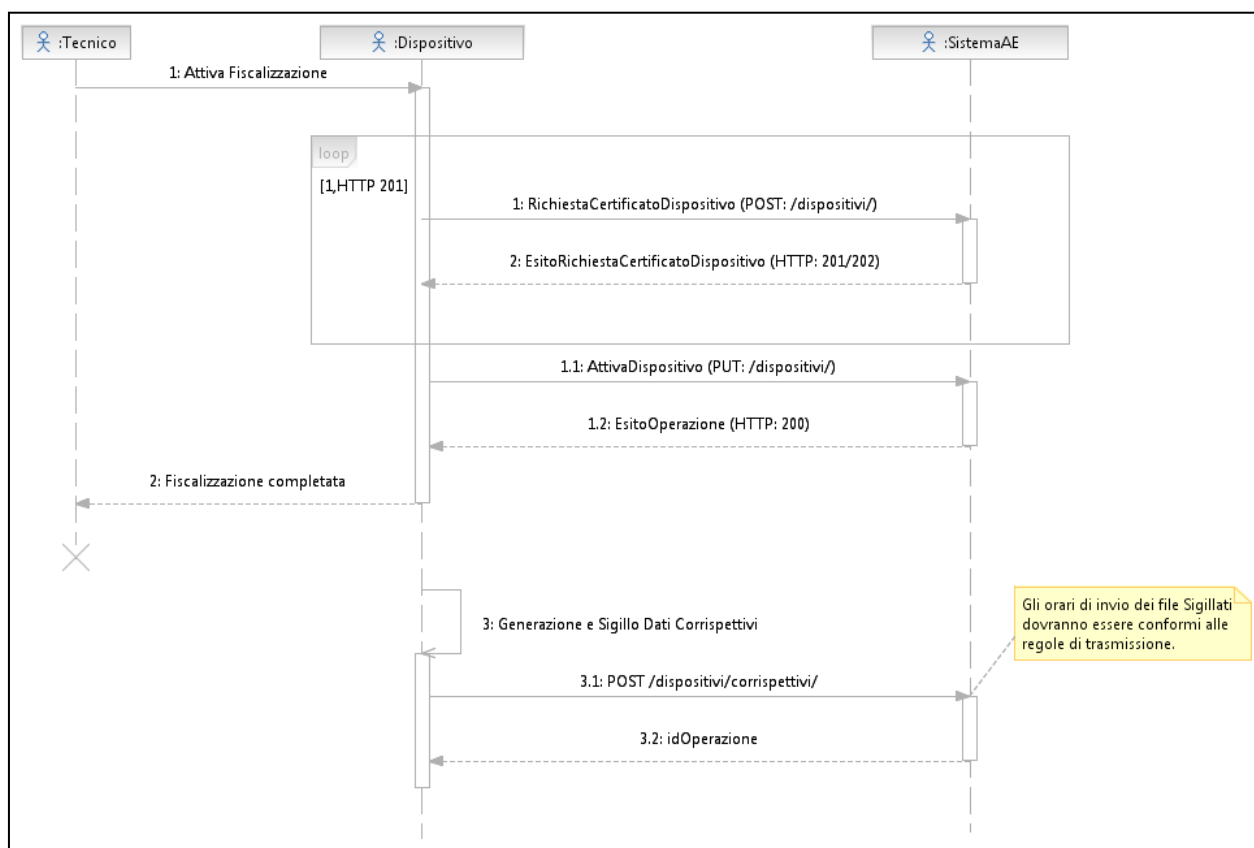 :Tecnico
:Dispositivo
:SistemaAE
1: Attiva Fiscalizzazione
loop
[1,HTTP 201]
1: RichiestaCertificatoDispositivo (POST: /dispositivi/)
2: EsitoRichiestaCertificatoDispositivo (HTTP: 201/202)
1.1: AttivaDispositivo (PUT: /dispositivi/)
1.2: EsitoOperazione (HTTP: 200)
2: Fiscalizzazione completata
Gli orari di invio dei file Sigillati
dovranno essere conformi alle
regole di trasmissione.
3: Generazione e Sigillo Dati Corrispettivi
3.1: POST /dispositivi/corrispettivi/
3.2: idOperazione